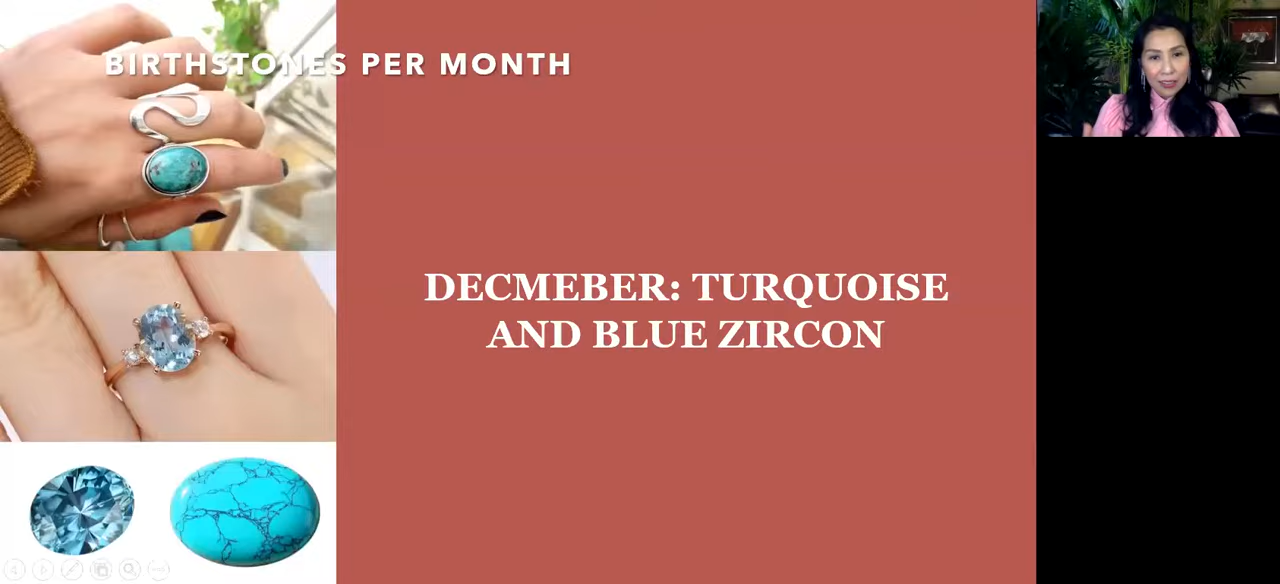 BIRTHSTONES PER MONTH
DECMEBER: TURQUOISE
AND BLUE ZIRCON